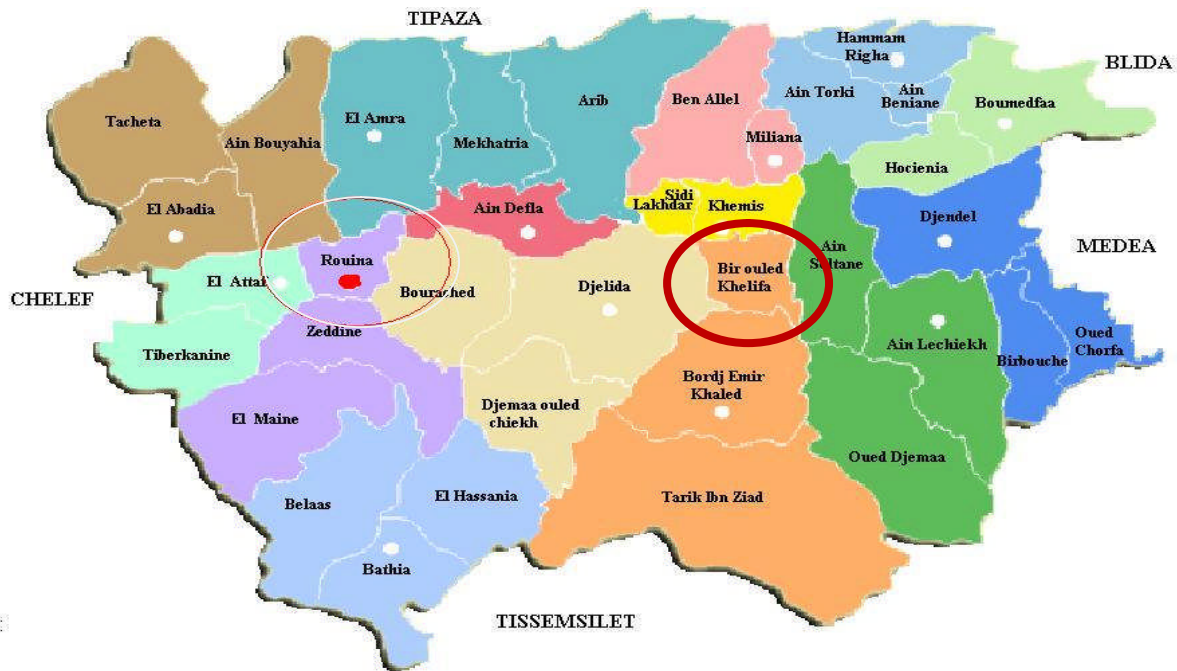 TIPAZA
Hammam
Righa
BLIDA
Tacheta
Ain Bouyahia
El Amra
Mekhatria
Arib
Ben Allel
Ain Torki
Ain
Beniane
Boumedfaa
Miliana
Hocienia
El Abadia
Ain Defla
Sidi
Lakhdar
Khemis
Djendel
MEDEA
Ain
Soltane
CHELEF
El Attaf
Rouina
Bourached
Djelida
Bir ouled
Khelifa
Zeddine
Tiberkanine
Ain Lechiekh
Birbouche
Oued
Chorfa
El Maine
Djemaa ouled
chiekh
Bordj Emir
Khaled
Oued Djemaa
Belaas
El Hassania
Tarik Ibn Ziad
Bathia
TISSEMSILET
: